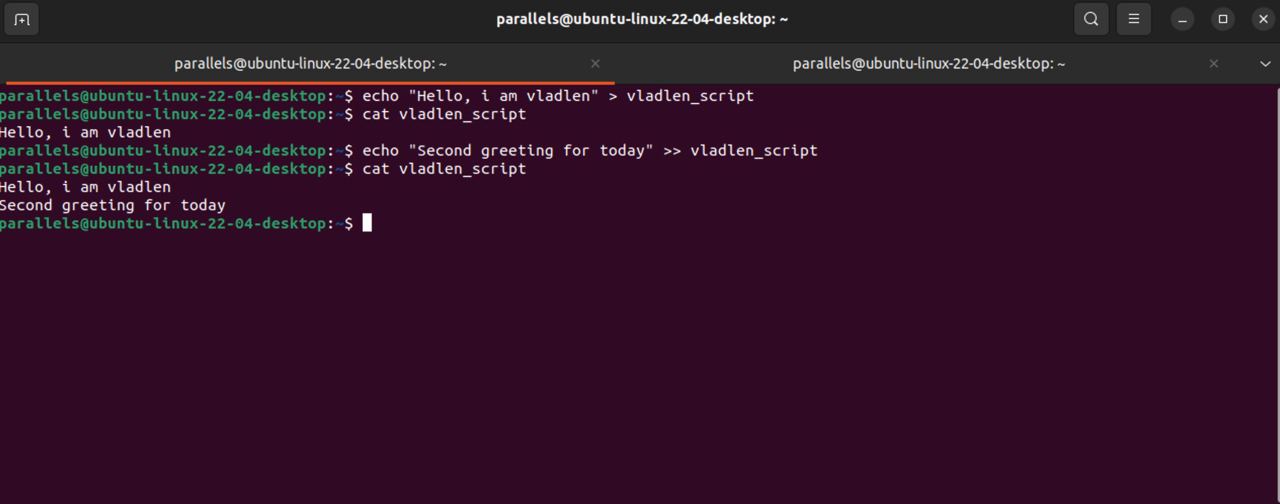 parallels@ubuntu-linux-22-04-desktop: ~
parallels@ubuntu-linux-22-04-desktop: ~
parallels@ubuntu-linux-22-04-desktop: ~
parallels@ubuntu-linux-22-04-desktop:~$ echo "Hello, i am vladlen" > vladlen_script
parallels@ubuntu-linux-22-04-desktop:~$ cat vladlen_script
Hello, i am vladlen
parallels@ubuntu-linux-22-04-desktop:~$ echo "Second greeting for today" >> vladlen_script
parallels@ubuntu-linux-22-04-desktop:~$ cat vladlen_script
Hello, i am vladlen
Second greeting for today
parallels@ubuntu-linux-22-04-desktop:~$